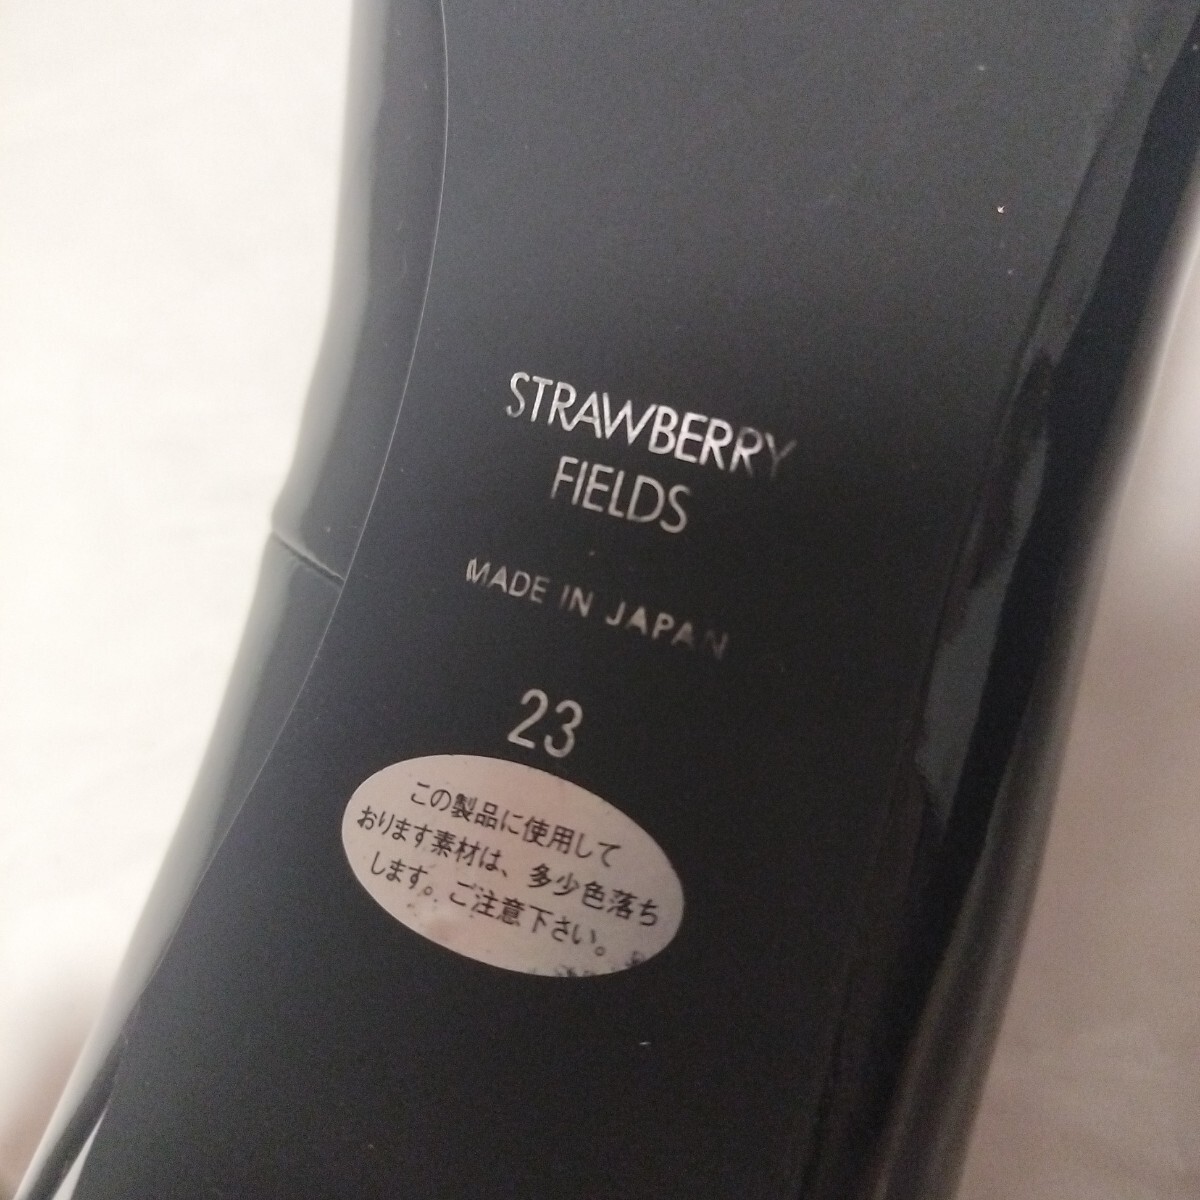 STRAWBERRY
FIELDS
MADE IN JAPAN
23
この製品に使用して
おります素材は、多少色落ち
します。ご注意下さい。